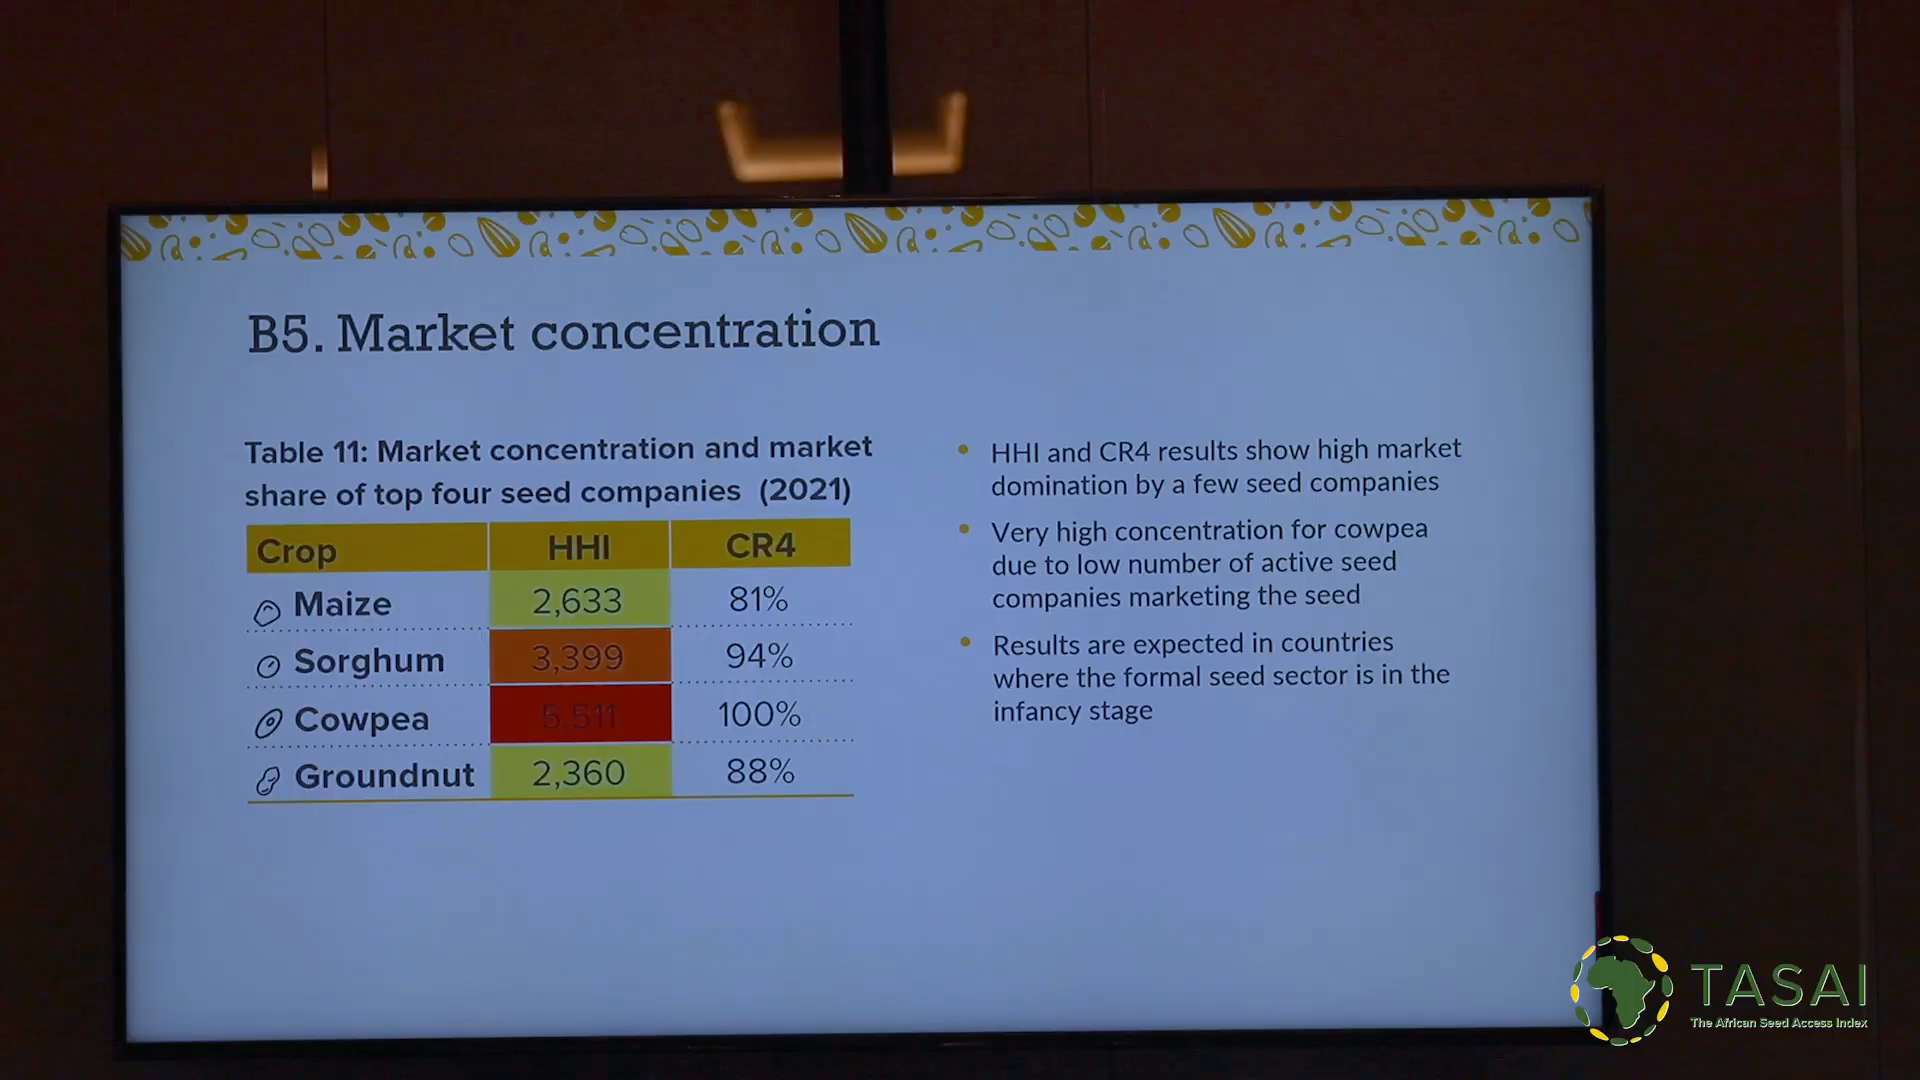 B5. Market concentration
Table 11: Market concentration and market
share of top four seed companies (2021)
Crop HHI CR4
Maize 2,633 81%
Sorghum 3,399 94%
Cowpea 5,511 100%
Groundnut 2,360 88%
• HHI and CR4 results show high market
domination by a few seed companies
• Very high concentration for cowpea
due to low number of active seed
companies marketing the seed
• Results are expected in countries
where the formal seed sector is in the
infancy stage
TASAI
The African Seed Access Index